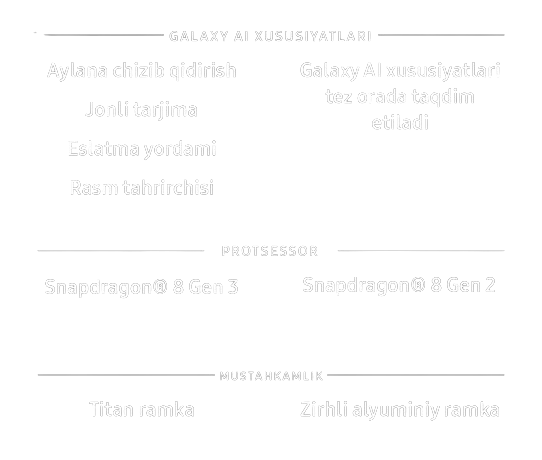 GALAXY AI XUSUSIYATLARI
Aylana chizib qidirish
Jonli tarjima
Eslatma yordami
Rasm tahrirchisi
Galaxy AI xususiyatlari
tez orada taqdim
etiladi
PROTSESSOR
Snapdragon® 8 Gen 3
Snapdragon® 8 Gen 2
MUSTAHKAMLIK
Titan ramka
Zirhli alyuminiy ramka